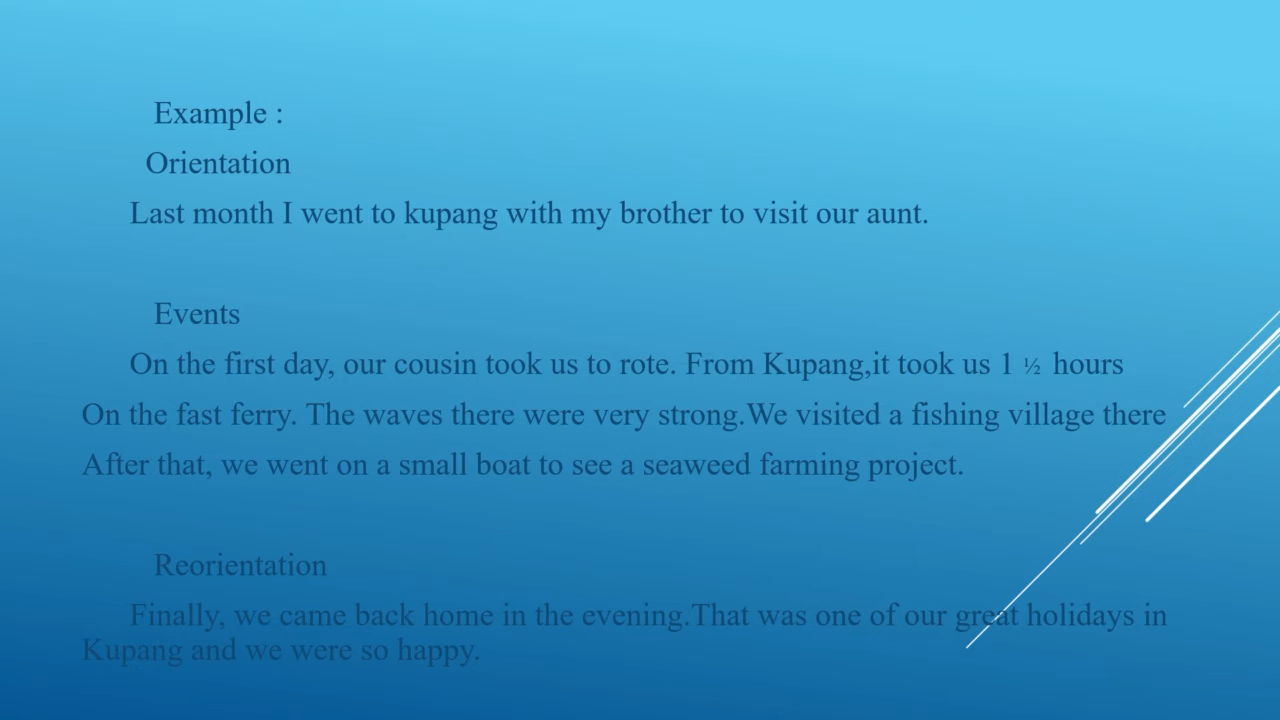 Example :
Orientation
Last month I went to kupang with my brother to visit our aunt.
Events
On the first day, our cousin took us to rote. From Kupang,it took us 1 ½ hours
On the fast ferry. The waves there were very strong.We visited a fishing village there
After that, we went on a small boat to see a seaweed farming project.
Reorientation
Finally, we came back home in the evening.That was one of our great holidays in
Kupang and we were so happy.